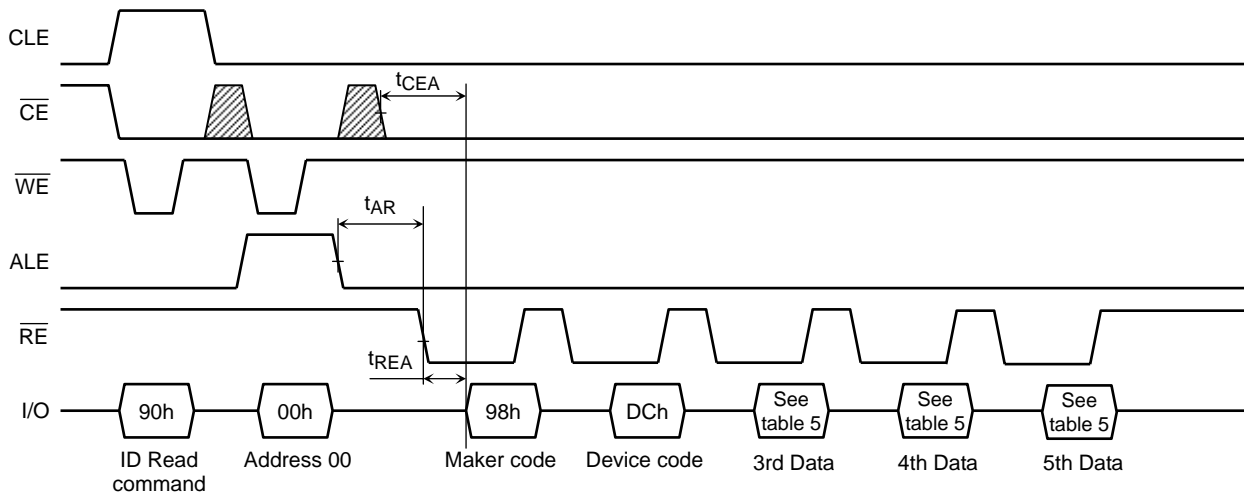 CLE
tCEA
CE
WE
tAR
ALE
RE
tREA
I/O
90h
00h
98h
DCh
See
table 5
See
table 5
See
table 5
ID Read
command
Address 00
Maker code
Device code
3rd Data
4th Data
5th Data